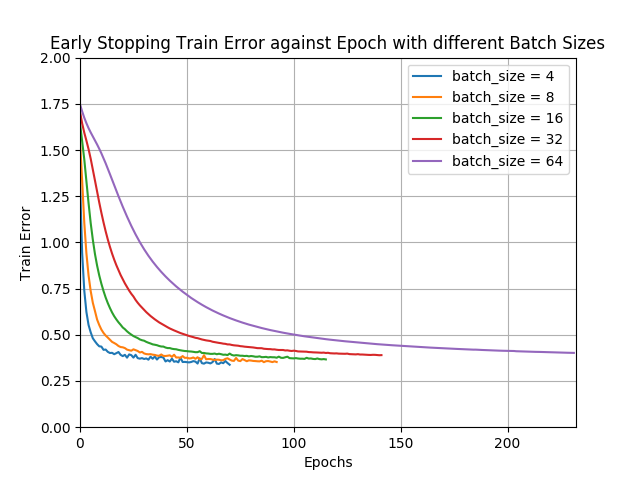 Early Stopping Train Error against Epoch with different Batch Sizes
2.00
1.75
1.50
1.25
1.00
0.75
0.50
0.25
0.00
Train Error
batch_size = 4
batch_size = 8
batch_size = 16
batch_size = 32
batch_size = 64
0
50
100
150
200
Epochs